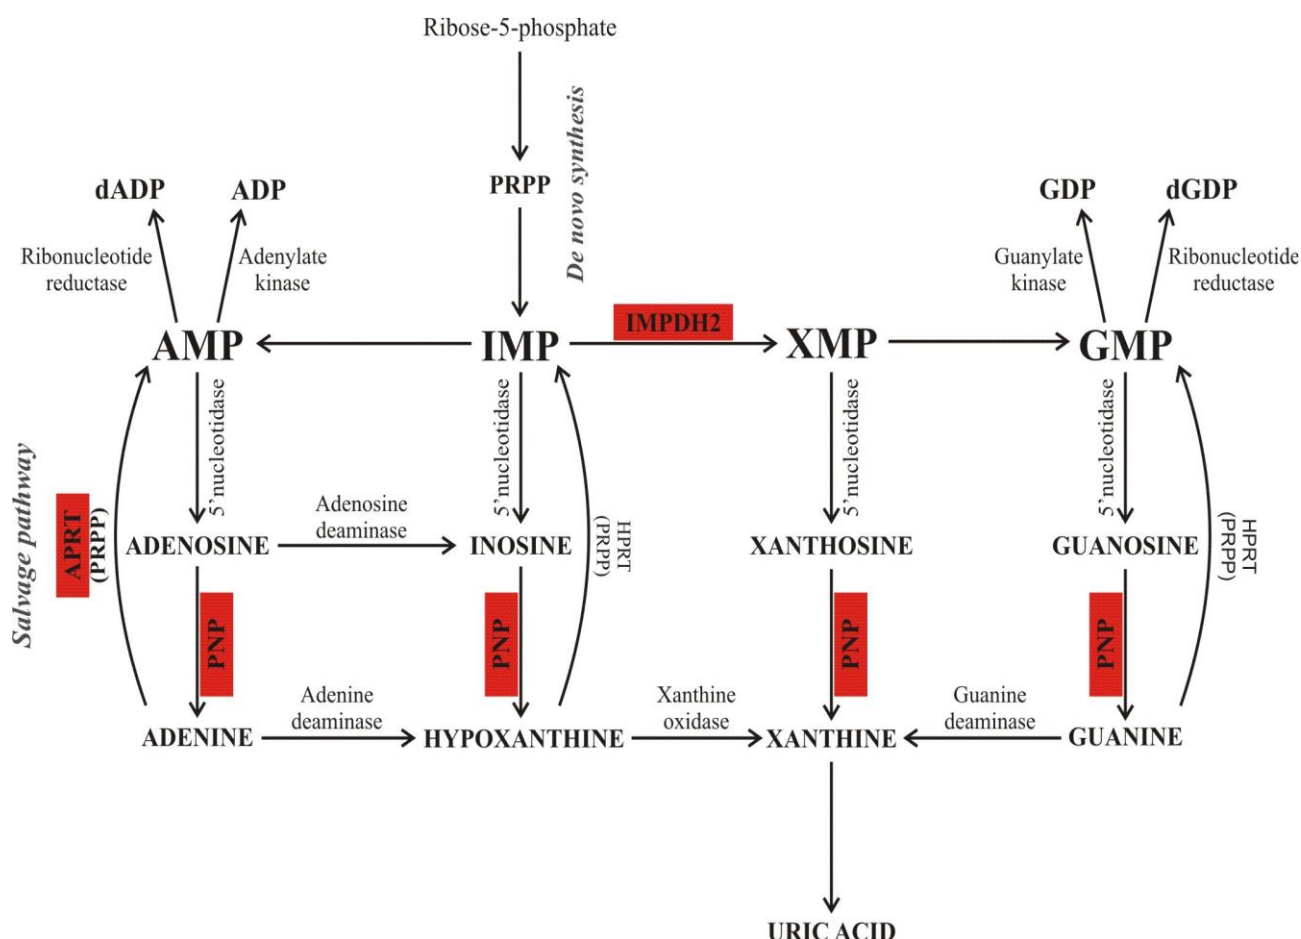 Ribose-5-phosphate
De novo synthesis
PRPP
dADP
ADP
GDP
dGDP
Ribonucleotide
reductase
Adenylate
kinase
Guanylate
kinase
Ribonucleotide
reductase
IMPDH2
AMP
IMP
XMP
GMP
5'nucleotidase
5'nucleotidase
5'nucleotidase
5'nucleotidase
Salvage pathway
APRT
(PRPP)
Adenosine
deaminase
HPRT
(PRPP)
HPRT
(PRPP)
ADENOSINE
INOSINE
XANTHOSINE
GUANOSINE
PNP
PNP
PNP
PNP
Adenine
deaminase
Xanthine
oxidase
Guanine
deaminase
ADENINE
HYPOXANTHINE
XANTHINE
GUANINE
URIC ACID